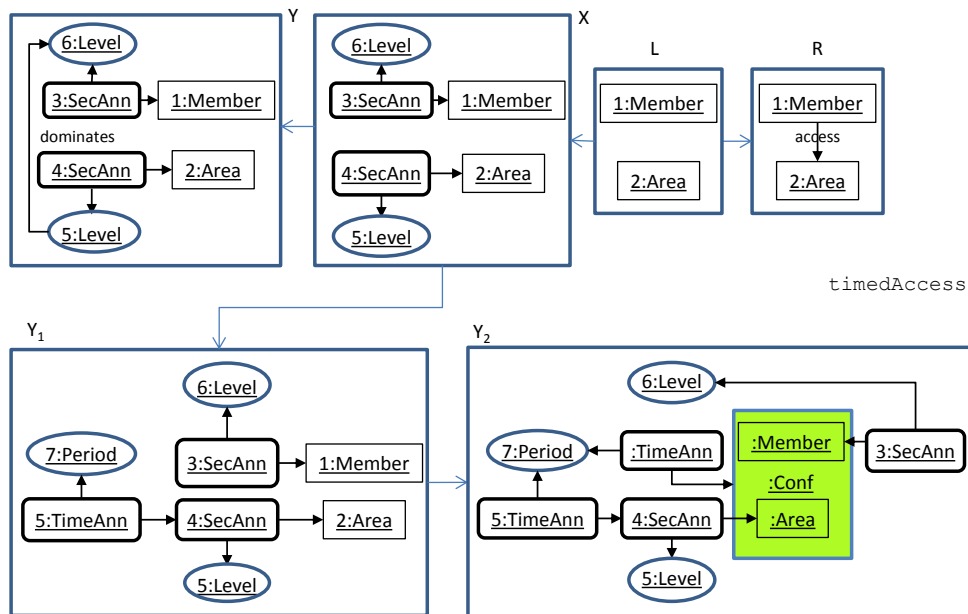 Y
6:Level
3:SecAnn
1:Member
dominates
4:SecAnn
2:Area
5:Level
X
6:Level
3:SecAnn
1:Member
4:SecAnn
2:Area
5:Level
L
1:Member
2:Area
R
1:Member
access
2:Area
timedAccess
Y1
6:Level
7:Period
3:SecAnn
1:Member
5:TimeAnn
4:SecAnn
2:Area
5:Level
Y2
6:Level
7:Period
:TimeAnn
:Member
3:SecAnn
:Conf
5:TimeAnn
4:SecAnn
:Area
5:Level